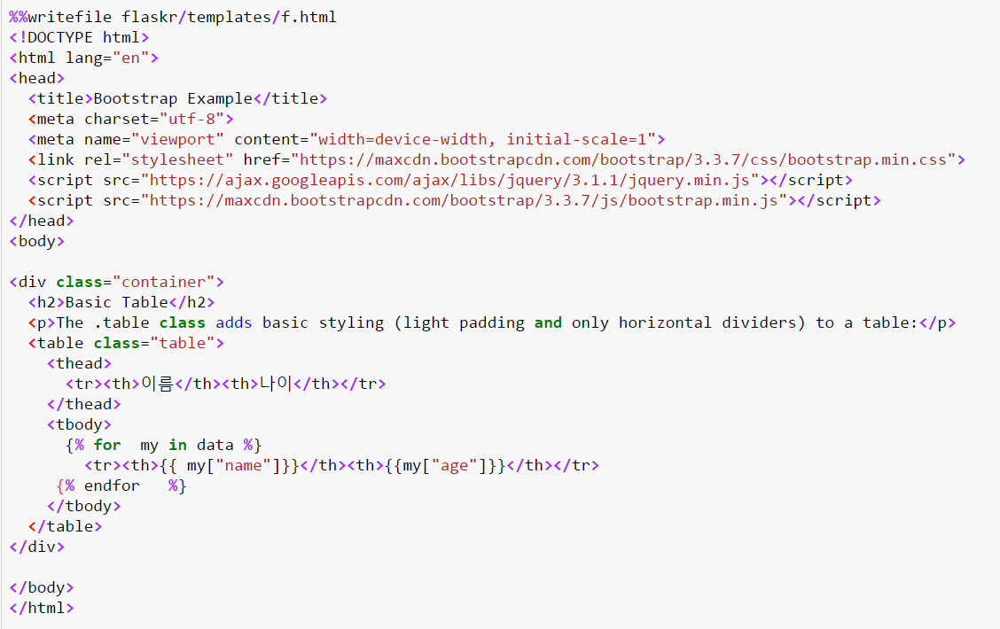 %%writefile flaskr/templates/f.html
<!DOCTYPE html>
<html lang="en">
<head>
  <title>Bootstrap Example</title>
  <meta charset="utf-8">
  <meta name="viewport" content="width=device-width, initial-scale=1">
  <link rel="stylesheet" href="https://maxcdn.bootstrapcdn.com/bootstrap/3.3.7/css/bootstrap.min.css">
  <script src="https://ajax.googleapis.com/ajax/libs/jquery/3.1.1/jquery.min.js"></script>
  <script src="https://maxcdn.bootstrapcdn.com/bootstrap/3.3.7/js/bootstrap.min.js"></script>
</head>
<body>

<div class="container">
  <h2>Basic Table</h2>
  <p>The .table class adds basic styling (light padding and only horizontal dividers) to a table:</p>
  <table class="table">
    <thead>
      <tr><th>이름</th><th>나이</th></tr>
    </thead>
    <tbody>
      {% for  my in data %}
        <tr><th>{{ my["name"]}}</th><th>{{my["age"]}}</th></tr>
     {% endfor   %}
    </tbody>
  </table>
</div>

</body>
</html>